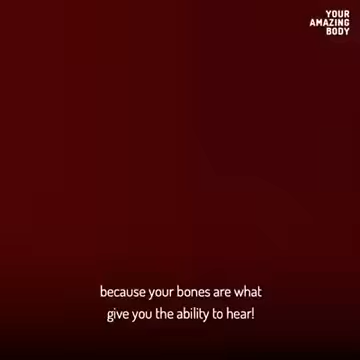 YOUR
AMAZING
BODY
because your bones are what
give you the ability to hear!